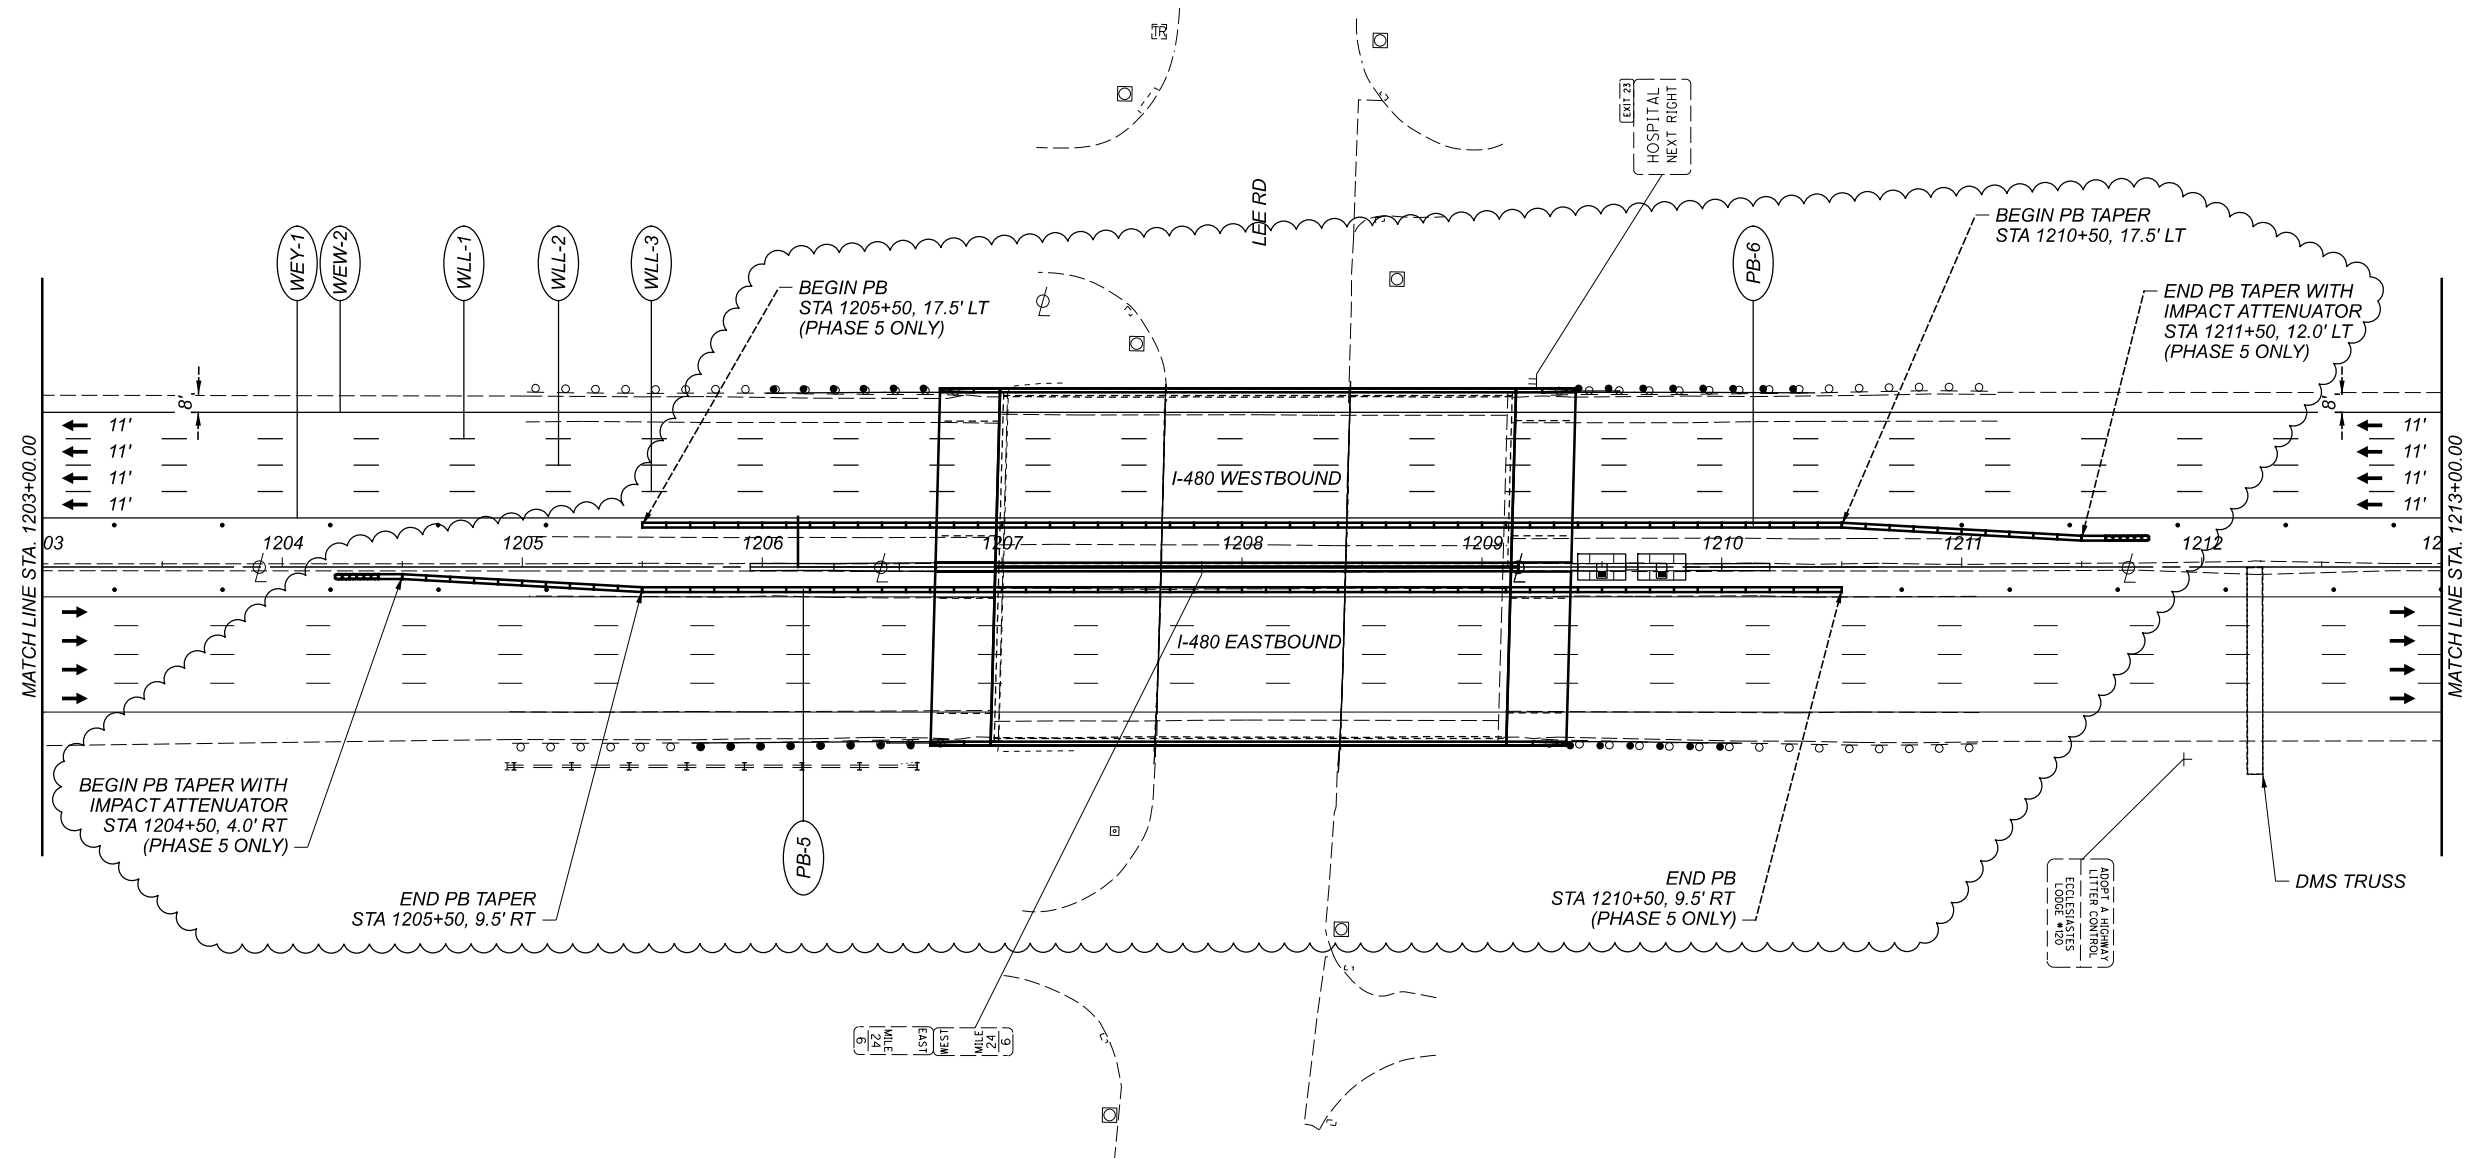 TR
EXIT 23
HOSPITAL
NEXT RIGHT
LEE RD
WEY-1
WEW-2
WLL-1
WLL-2
WLL-3
PB-6
BEGIN PB TAPER
STA 1210+50, 17.5' LT
BEGIN PB
STA 1205+50, 17.5' LT
(PHASE 5 ONLY)
END PB TAPER WITH
IMPACT ATTENUATOR
STA 1211+50, 12.0' LT
(PHASE 5 ONLY)
8'
8'
11'
11'
11'
11'
11'
11'
11'
11'
MATCH LINE STA. 1203+00.00
MATCH LINE STA. 1213+00.00
I-480 WESTBOUND
03
1204
1205
1206
1207
1208
1209
1210
1211
1212
12
I-480 EASTBOUND
BEGIN PB TAPER WITH
IMPACT ATTENUATOR
STA 1204+50, 4.0' RT
(PHASE 5 ONLY)
PB-5
END PB TAPER
STA 1205+50, 9.5' RT
END PB
STA 1210+50, 9.5' RT
(PHASE 5 ONLY)
DMS TRUSS
ADOPT A HIGHWAY
LITTER CONTROL
ECCLESIASTES
LODGE #120
EAST
MILE
24
6
WEST
MILE
24
6